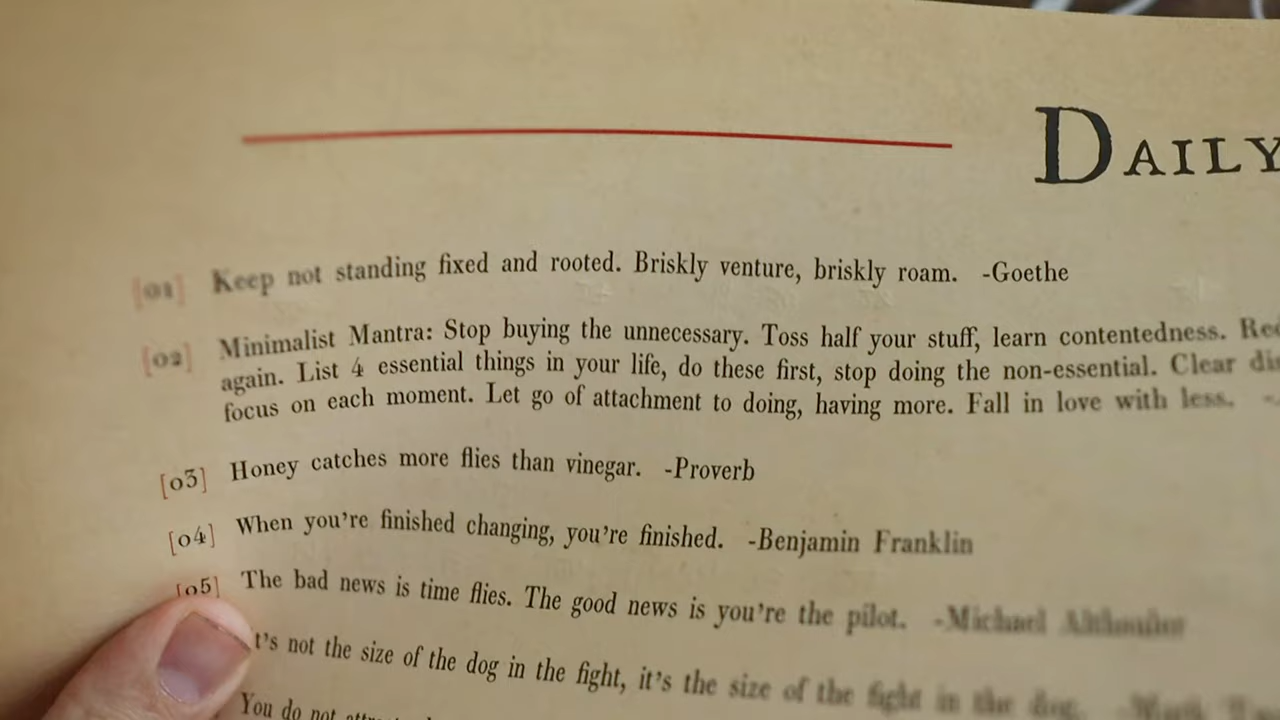 DAILY
[01] Keep not standing fixed and rooted. Briskly venture, briskly roam. -Goethe
[02] Minimalist Mantra: Stop buying the unnecessary. Toss half your stuff, learn contentedness.
again. List 4 essential things in your life, do these first, stop doing the non-essential. Clear
focus on each moment. Let go of attachment to doing, having more. Fall in love with less.
[03] Honey catches more flies than vinegar. -Proverb
[04] When you're finished changing, you're finished. -Benjamin Franklin
[05] The bad news is time flies. The good news is you're the pilot. -Michael
t's not the size of the dog in the fight, it's the size of the fight in the dog.
You do not